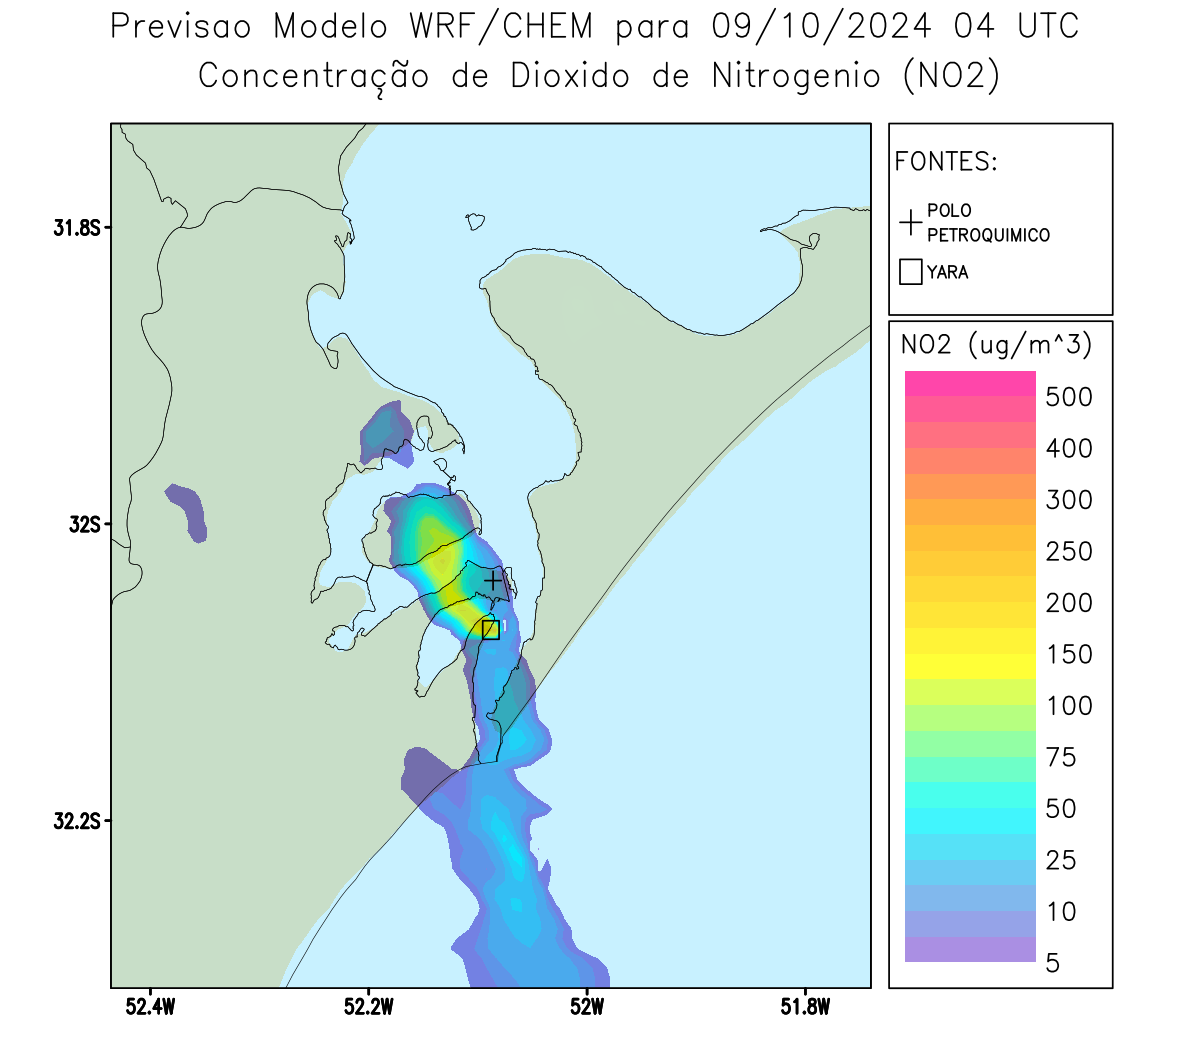 Previsao Modelo WRF/CHEM para 09/10/2024 04 UTC
Concentração de Dioxido de Nitrogenio (NO2)
FONTES:
POLO
PETROQUIMICO
YARA
NO2 (ug/m^3)
500
400
300
250
200
150
100
75
50
25
10
5
31.8S
32S
32.2S
52.4W
52.2W
52W
51.8W